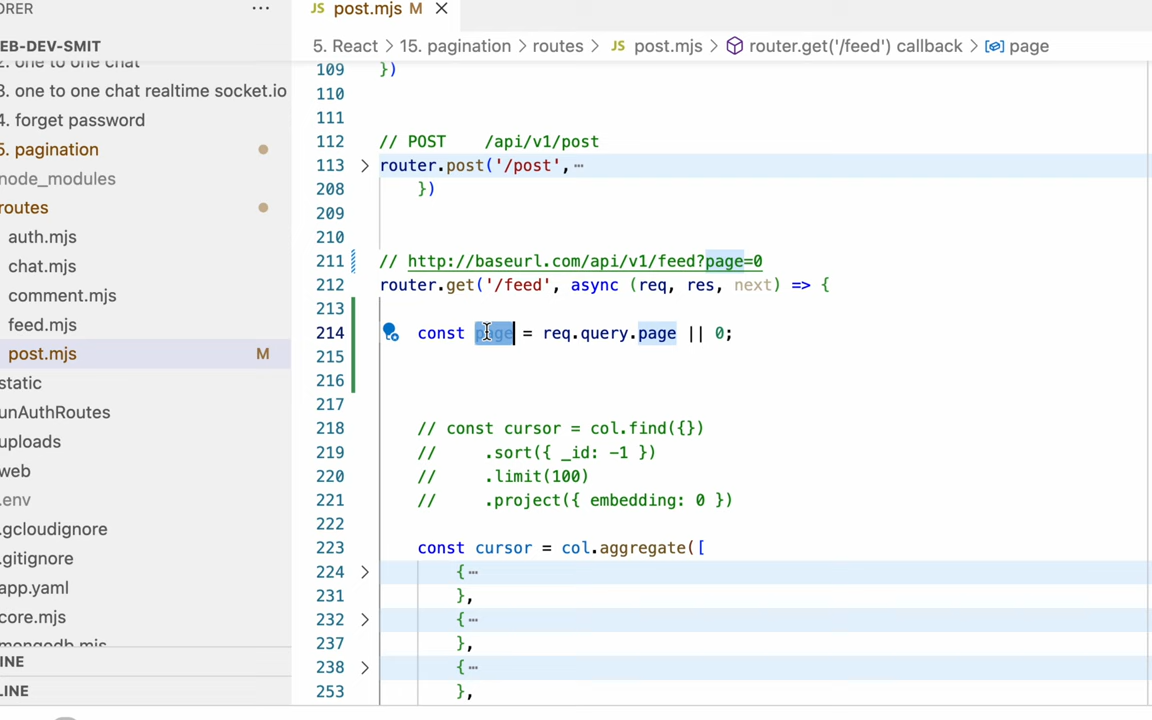 ORER ···
JS post.mjs M ×
EB-DEV-SMIT
5. React > 15. pagination > routes > JS post.mjs > router.get('/feed') callback > page
2. one to one chat
3. one to one chat realtime socket.io
4. forget password
5. pagination
node_modules
routes
auth.mjs
chat.mjs
comment.mjs
feed.mjs
post.mjs M
static
unAuthRoutes
uploads
web
.env
.gcloudignore
.gitignore
app.yaml
core.mjs
mongodb.mjs
INE
LINE
109 })
110
111
112 // POST /api/v1/post
113 > router.post('/post',⋯
208 })
209
210
211 // http://baseurl.com/api/v1/feed?page=0
212 router.get('/feed', async (req, res, next) => {
213
214 const page = req.query.page || 0;
215
216
217
218 // const cursor = col.find({})
219 // .sort({ _id: -1 })
220 // .limit(100)
221 // .project({ embedding: 0 })
222
223 const cursor = col.aggregate([
224 > {⋯
231 },
232 > {⋯
237 },
238 > {⋯
253 },